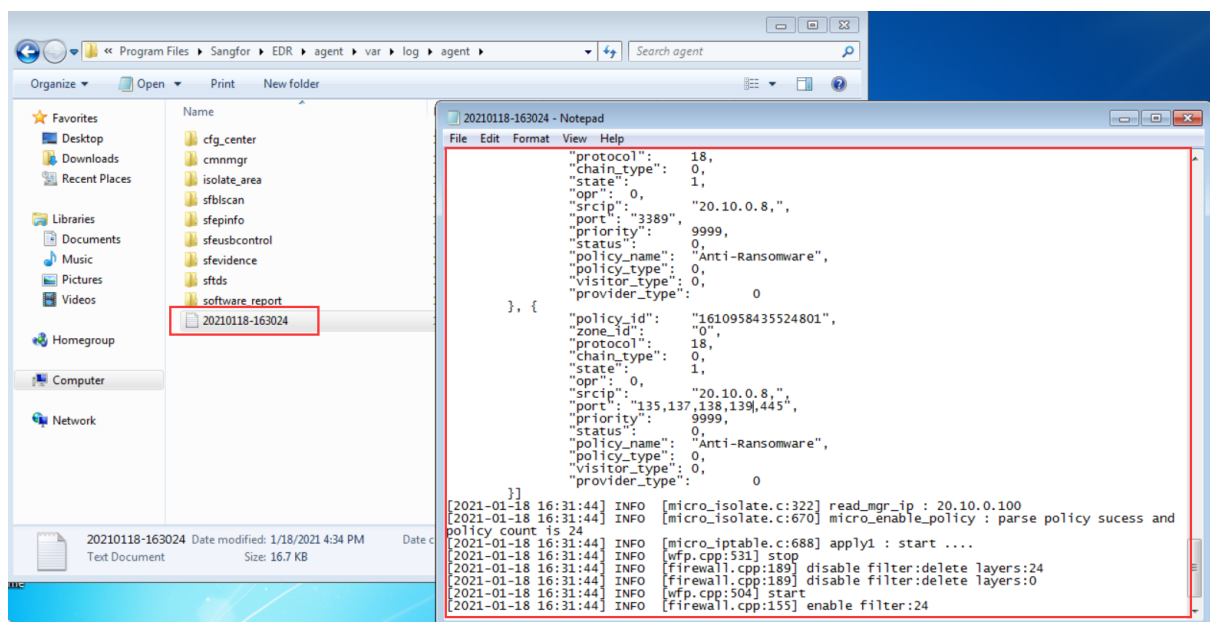 « Program Files ▸ Sangfor ▸ EDR ▸ agent ▸ var ▸ log ▸ agent ▸
Search agent
Organize ▾ Open ▾ Print New folder
Favorites
Desktop
Downloads
Recent Places
Libraries
Documents
Music
Pictures
Videos
Homegroup
Computer
Network
Name
cfg_center
cmnmgr
isolate_area
sfblscan
sfepinfo
sfeusbcontrol
sfevidence
sftds
software_report
20210118-163024
20210118-163024 Date modified: 1/18/2021 4:34 PM Date c
Text Document Size: 16.7 KB
20210118-163024 - Notepad
File Edit Format View Help
"protocol": 18,
"chain_type": 0,
"state": 1,
"opr": 0,
"srcip": "20.10.0.8,",
"port": "3389",
"priority": 9999,
"status": 0,
"policy_name": "Anti-Ransomware",
"policy_type": 0,
"visitor_type": 0,
"provider_type": 0
}, {
"policy_id": "1610958435524801",
"zone_id": "0",
"protocol": 18,
"chain_type": 0,
"state": 1,
"opr": 0,
"srcip": "20.10.0.8,",
"port": "135,137,138,139,445",
"priority": 9999,
"status": 0,
"policy_name": "Anti-Ransomware",
"policy_type": 0,
"visitor_type": 0,
"provider_type": 0
}]
[2021-01-18 16:31:44] INFO [micro_isolate.c:322] read_mgr_ip : 20.10.0.100
[2021-01-18 16:31:44] INFO [micro_isolate.c:670] micro_enable_policy : parse policy sucess and
policy count is 24
[2021-01-18 16:31:44] INFO [micro_iptable.c:688] apply1 : start ....
[2021-01-18 16:31:44] INFO [wfp.cpp:531] stop
[2021-01-18 16:31:44] INFO [firewall.cpp:189] disable filter:delete layers:24
[2021-01-18 16:31:44] INFO [firewall.cpp:189] disable filter:delete layers:0
[2021-01-18 16:31:44] INFO [wfp.cpp:504] start
[2021-01-18 16:31:44] INFO [firewall.cpp:155] enable filter:24